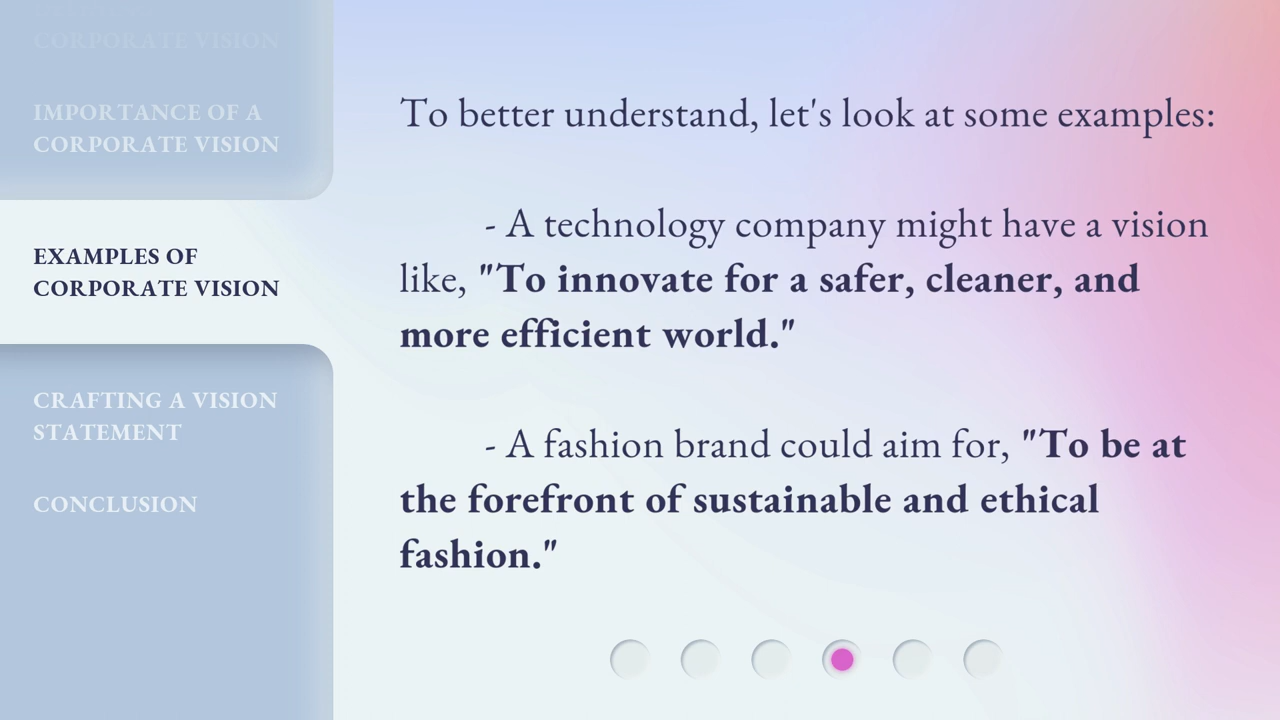 CORPORATE VISION
IMPORTANCE OF A
CORPORATE VISION
EXAMPLES OF
CORPORATE VISION
CRAFTING A VISION
STATEMENT
CONCLUSION
To better understand, let's look at some examples:
- A technology company might have a vision
like, "To innovate for a safer, cleaner, and
more efficient world."
- A fashion brand could aim for, "To be at
the forefront of sustainable and ethical
fashion."